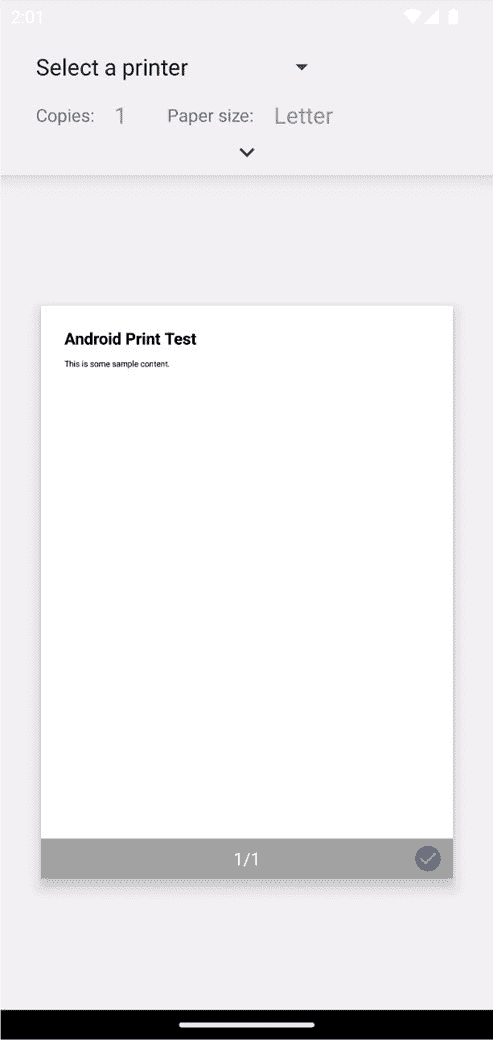 2:01
Select a printer
Copies: 1 Paper size: Letter
Android Print Test
This is some sample content.
1/1